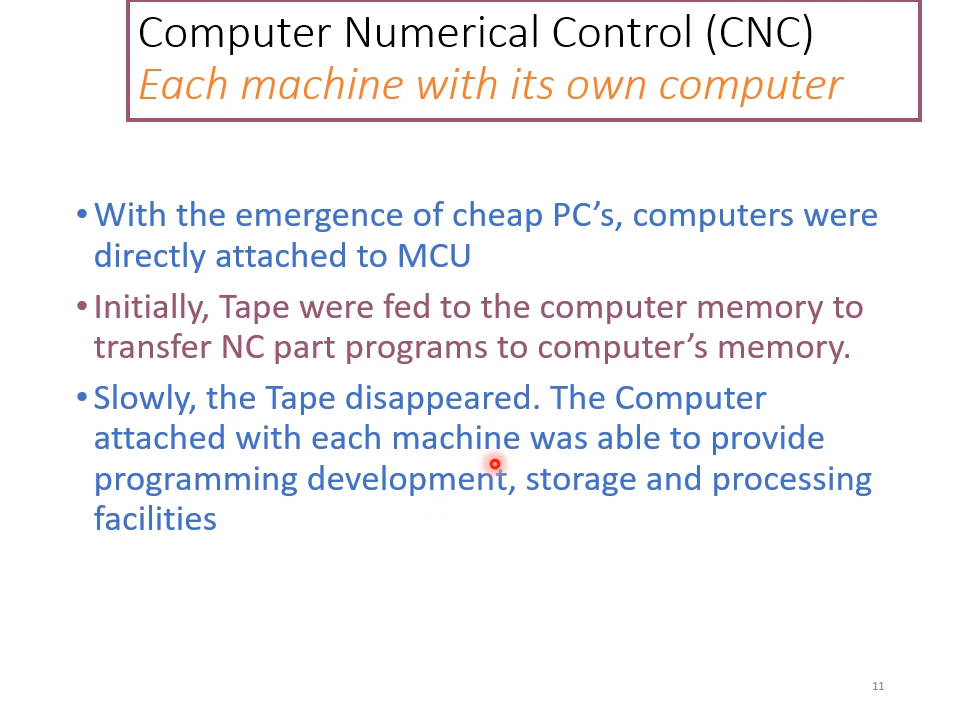 Computer Numerical Control (CNC)
Each machine with its own computer
•With the emergence of cheap PC’s, computers were
directly attached to MCU
•Initially, Tape were fed to the computer memory to
transfer NC part programs to computer’s memory.
•Slowly, the Tape disappeared. The Computer
attached with each machine was able to provide
programming development, storage and processing
facilities
11